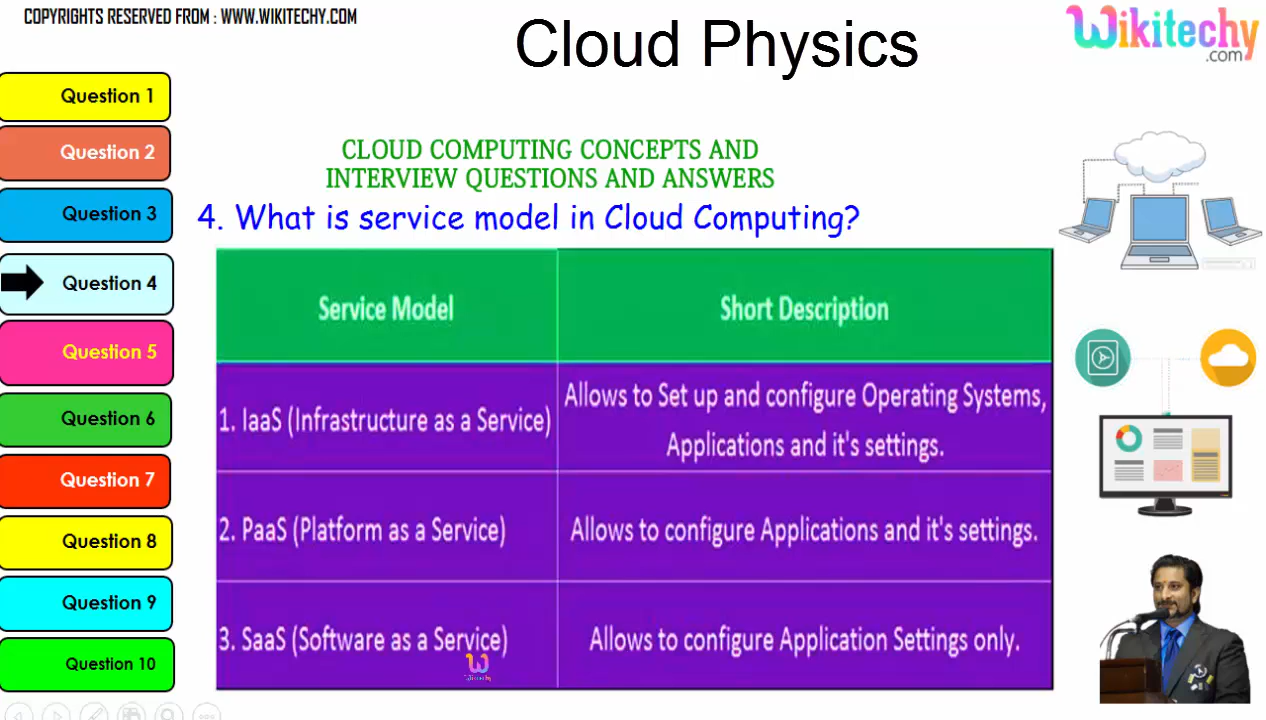 COPYRIGHTS RESERVED FROM : WWW.WIKITECHY.COM
Cloud Physics
Wikitechy
.com
Question 1
Question 2
Question 3
Question 4
Question 5
Question 6
Question 7
Question 8
Question 9
Question 10
CLOUD COMPUTING CONCEPTS AND
INTERVIEW QUESTIONS AND ANSWERS
4. What is service model in Cloud Computing?
Service Model
Short Description
1. IaaS (Infrastructure as a Service)
Allows to Set up and configure Operating Systems,
Applications and it's settings.
2. PaaS (Platform as a Service)
Allows to configure Applications and it's settings.
3. SaaS (Software as a Service)
Allows to configure Application Settings only.
W
Wikitechy